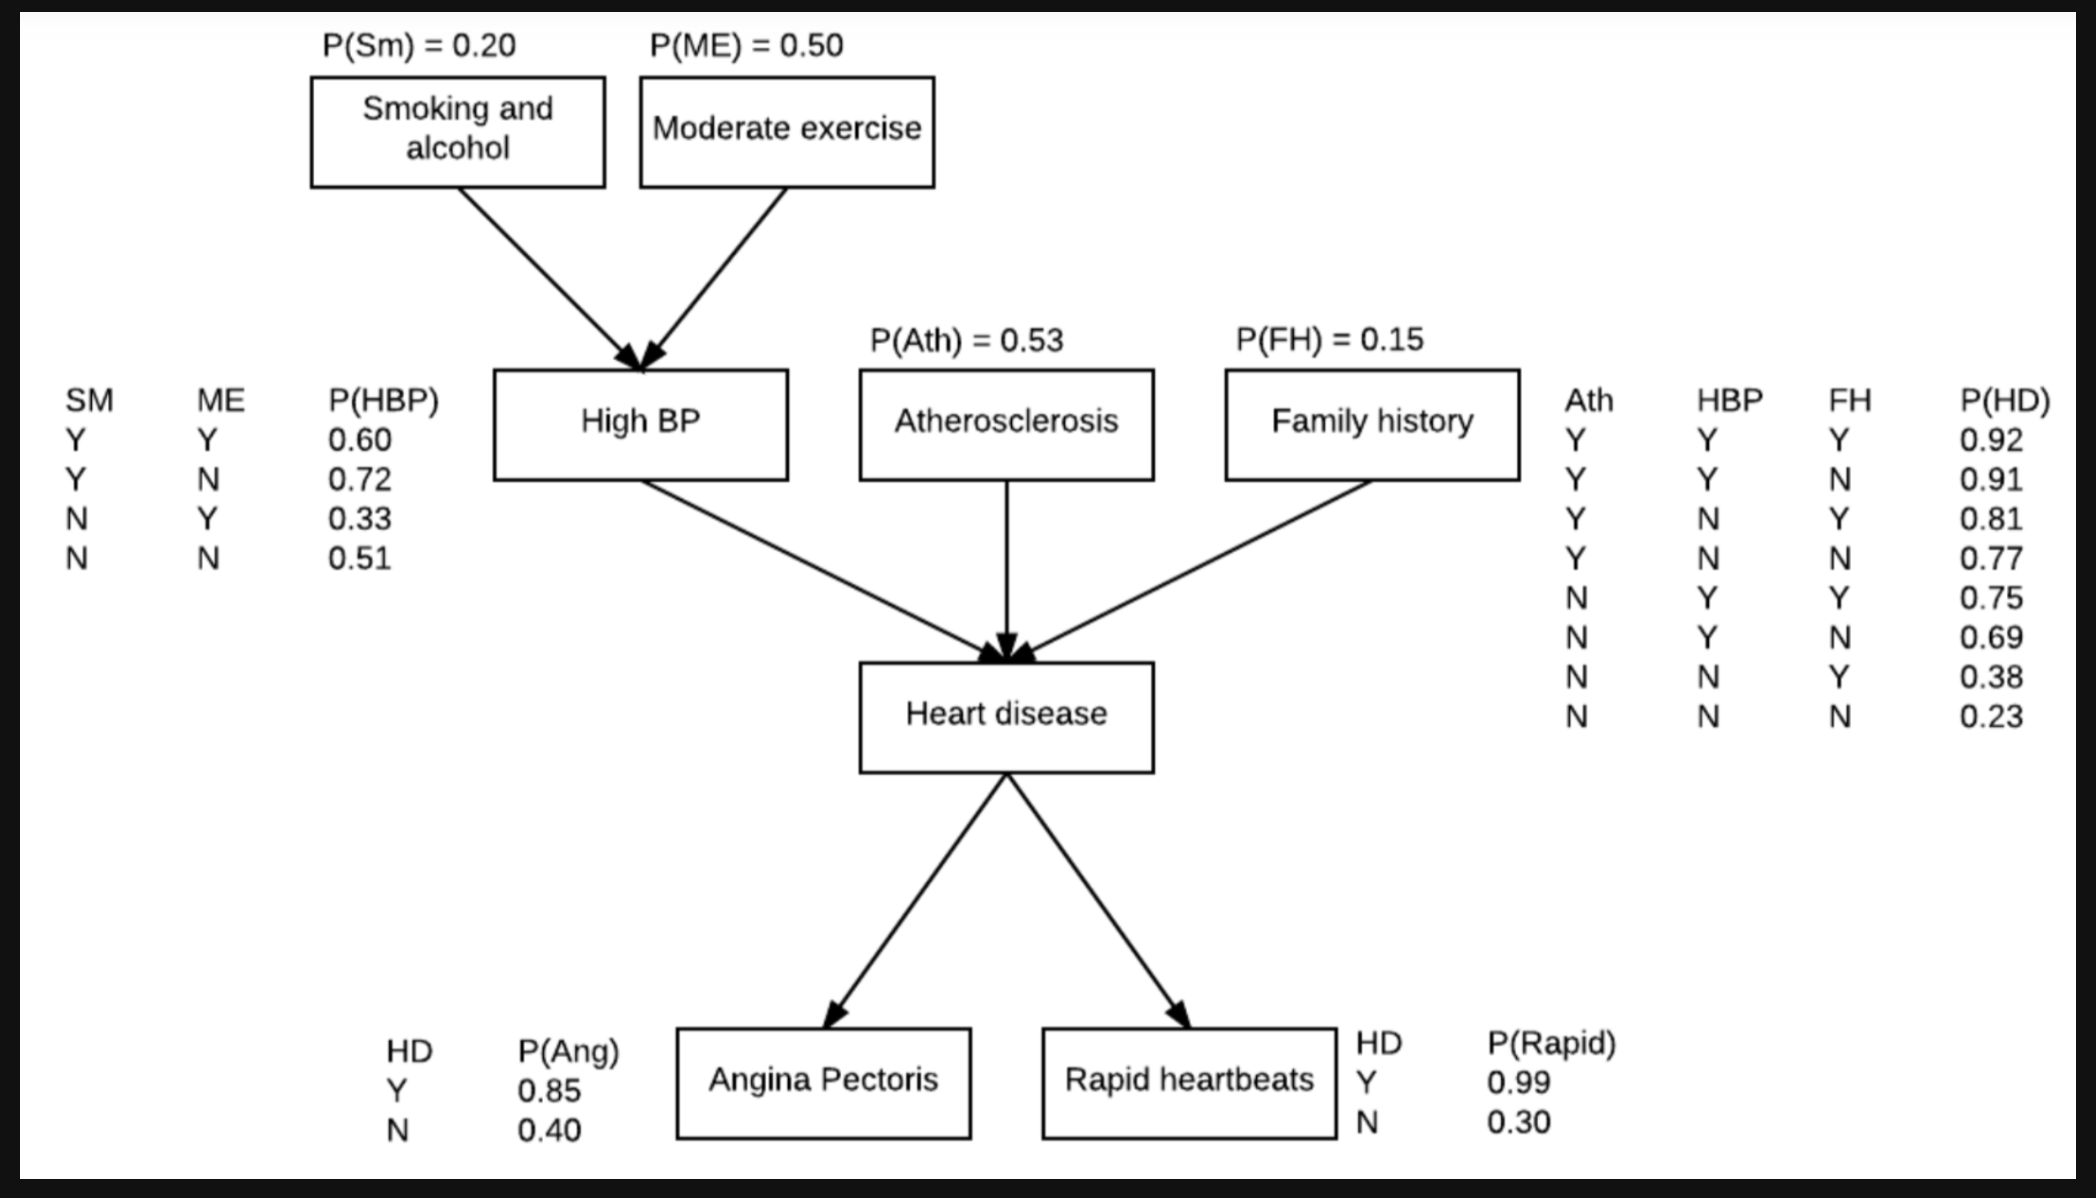 P(Sm) = 0.20
P(ME) = 0.50
Smoking and
alcohol
Moderate exercise
P(Ath) = 0.53
P(FH) = 0.15
SM ME P(HBP)
Y Y 0.60
Y N 0.72
N Y 0.33
N N 0.51
High BP
Atherosclerosis
Family history
Ath HBP FH P(HD)
Y Y Y 0.92
Y Y N 0.91
Y N Y 0.81
Y N N 0.77
N Y Y 0.75
N Y N 0.69
N N Y 0.38
N N N 0.23
Heart disease
HD P(Ang)
Y 0.85
N 0.40
Angina Pectoris
Rapid heartbeats
HD P(Rapid)
Y 0.99
N 0.30